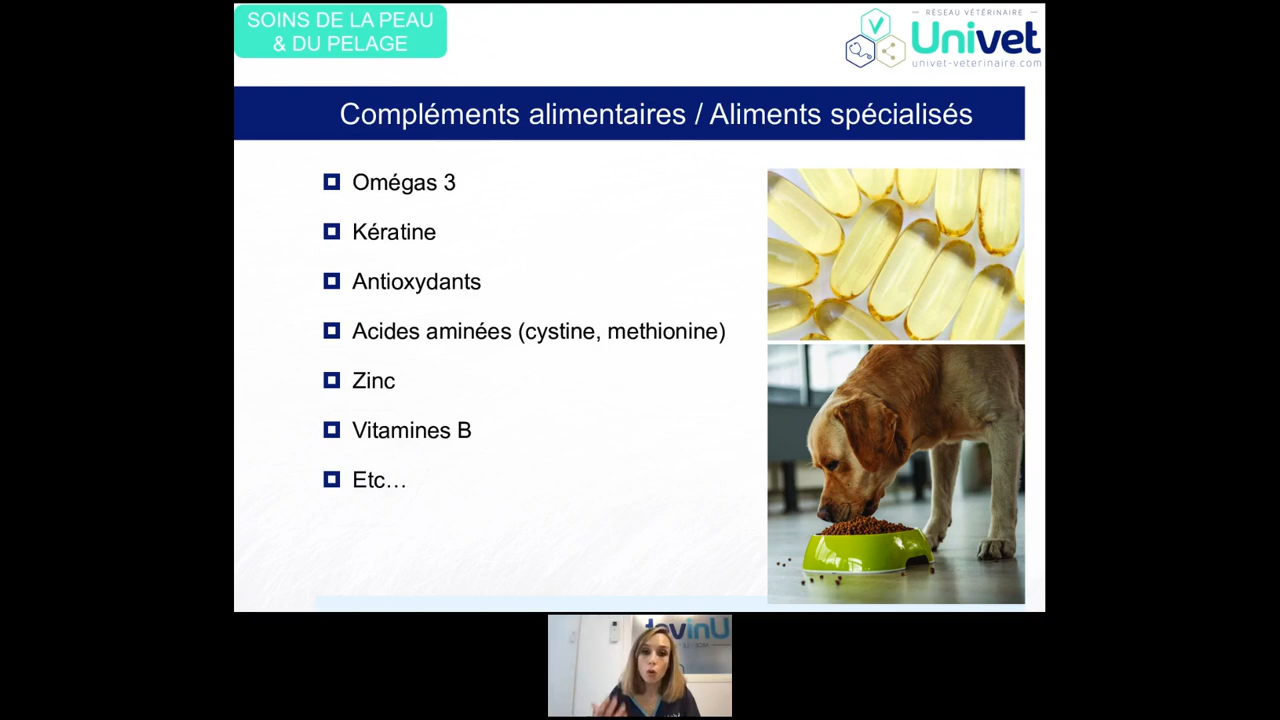 SOINS DE LA PEAU
& DU PELAGE
RÉSEAU VÉTÉRINAIRE
Univet
univet-veterinaire.com
Compléments alimentaires / Aliments spécialisés
Omégas 3
Kératine
Antioxydants
Acides aminées (cystine, methionine)
Zinc
Vitamines B
Etc…
Univet